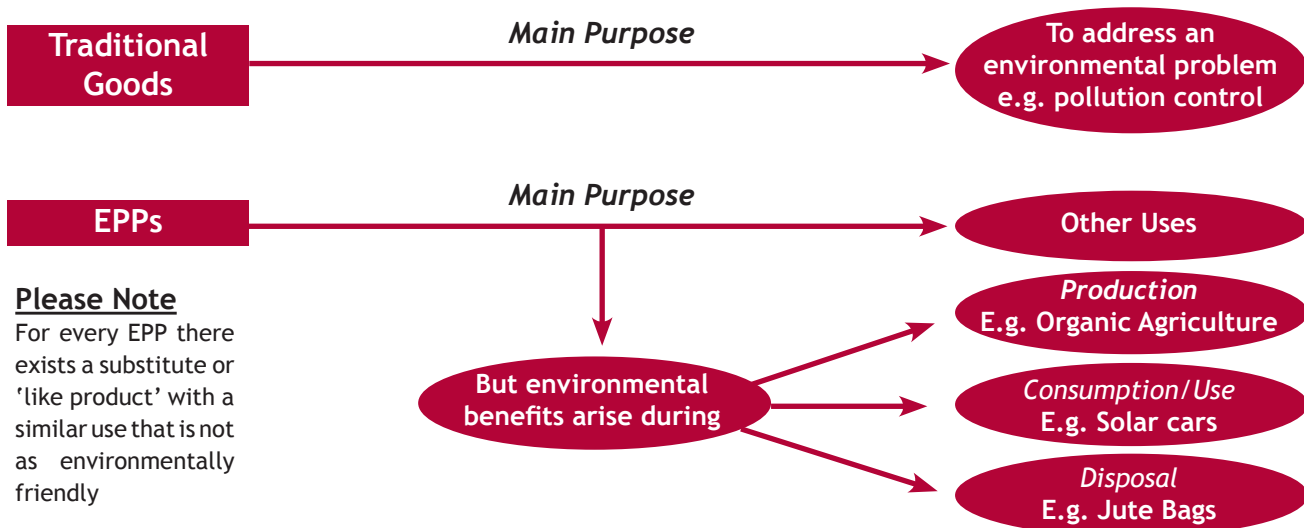 Traditional
Goods
Main Purpose
To address an
environmental problem
e.g. pollution control
EPPs
Main Purpose
Other Uses
Please Note
For every EPP there
exists a substitute or
‘like product’ with a
similar use that is not
as environmentally
friendly
But environmental
benefits arise during
Production
E.g. Organic Agriculture
Consumption/Use
E.g. Solar cars
Disposal
E.g. Jute Bags